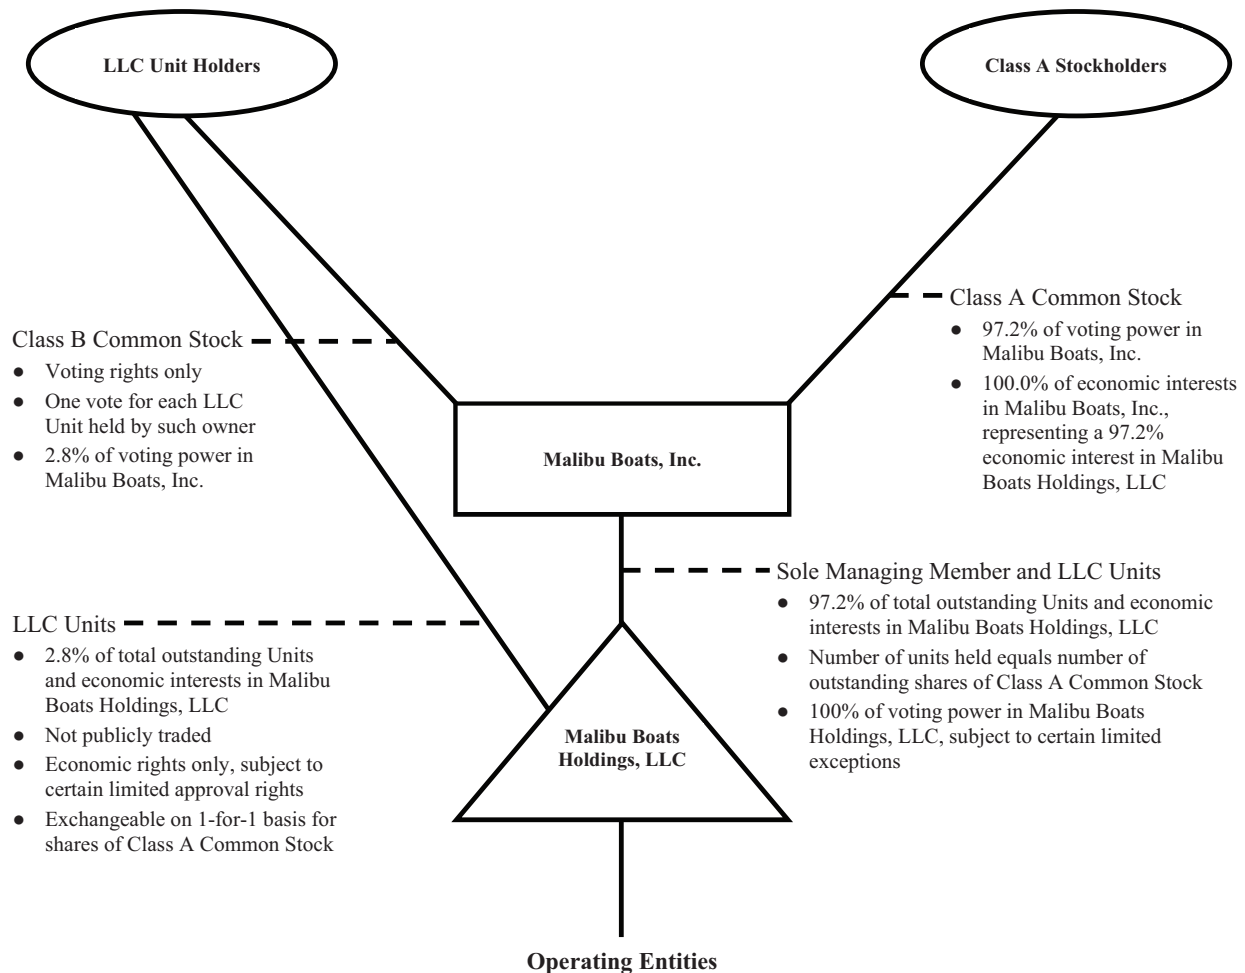 LLC Unit Holders
Class A Stockholders
Class A Common Stock
● 97.2% of voting power in
Malibu Boats, Inc.
● 100.0% of economic interests
in Malibu Boats, Inc.,
representing a 97.2%
economic interest in Malibu
Boats Holdings, LLC
Class B Common Stock
● Voting rights only
● One vote for each LLC
Unit held by such owner
● 2.8% of voting power in
Malibu Boats, Inc.
Malibu Boats, Inc.
Sole Managing Member and LLC Units
● 97.2% of total outstanding Units and economic
interests in Malibu Boats Holdings, LLC
● Number of units held equals number of
outstanding shares of Class A Common Stock
● 100% of voting power in Malibu Boats
Holdings, LLC, subject to certain limited
exceptions
LLC Units
● 2.8% of total outstanding Units
and economic interests in Malibu
Boats Holdings, LLC
● Not publicly traded
● Economic rights only, subject to
certain limited approval rights
● Exchangeable on 1-for-1 basis for
shares of Class A Common Stock
Malibu Boats
Holdings, LLC
Operating Entities